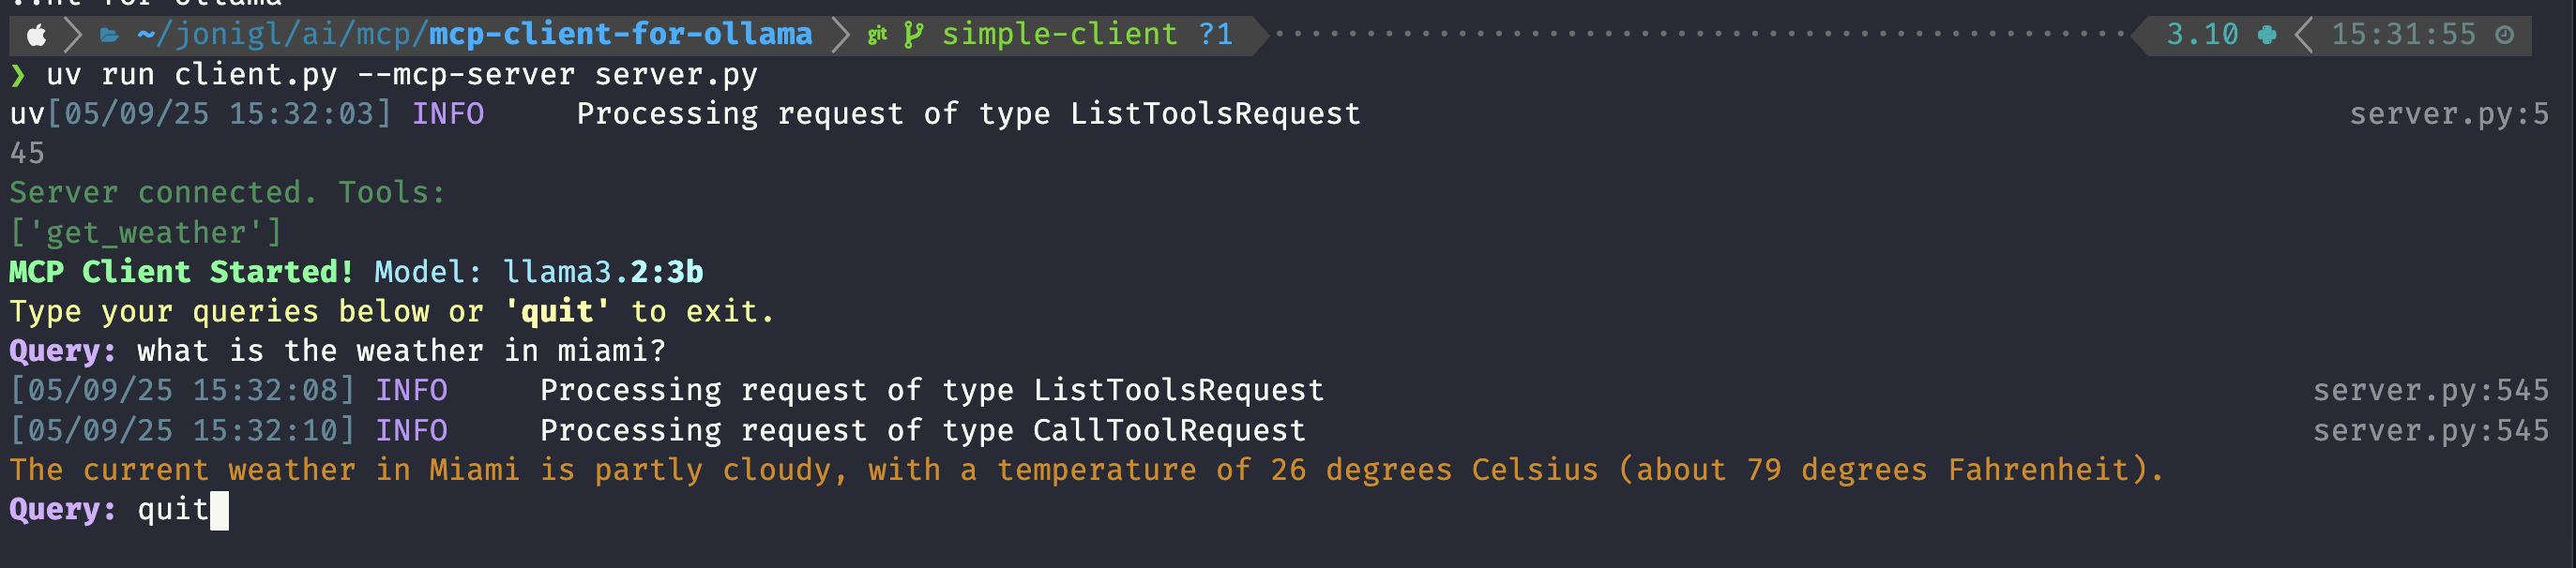 nt for ollama
~/jonigl/ai/mcp/mcp-client-for-ollama git simple-client ?1 3.10 15:31:55
❯ uv run client.py --mcp-server server.py
uv[05/09/25 15:32:03] INFO Processing request of type ListToolsRequest server.py:5
45
Server connected. Tools:
['get_weather']
MCP Client Started! Model: llama3.2:3b
Type your queries below or 'quit' to exit.
Query: what is the weather in miami?
[05/09/25 15:32:08] INFO Processing request of type ListToolsRequest server.py:545
[05/09/25 15:32:10] INFO Processing request of type CallToolRequest server.py:545
The current weather in Miami is partly cloudy, with a temperature of 26 degrees Celsius (about 79 degrees Fahrenheit).
Query: quit